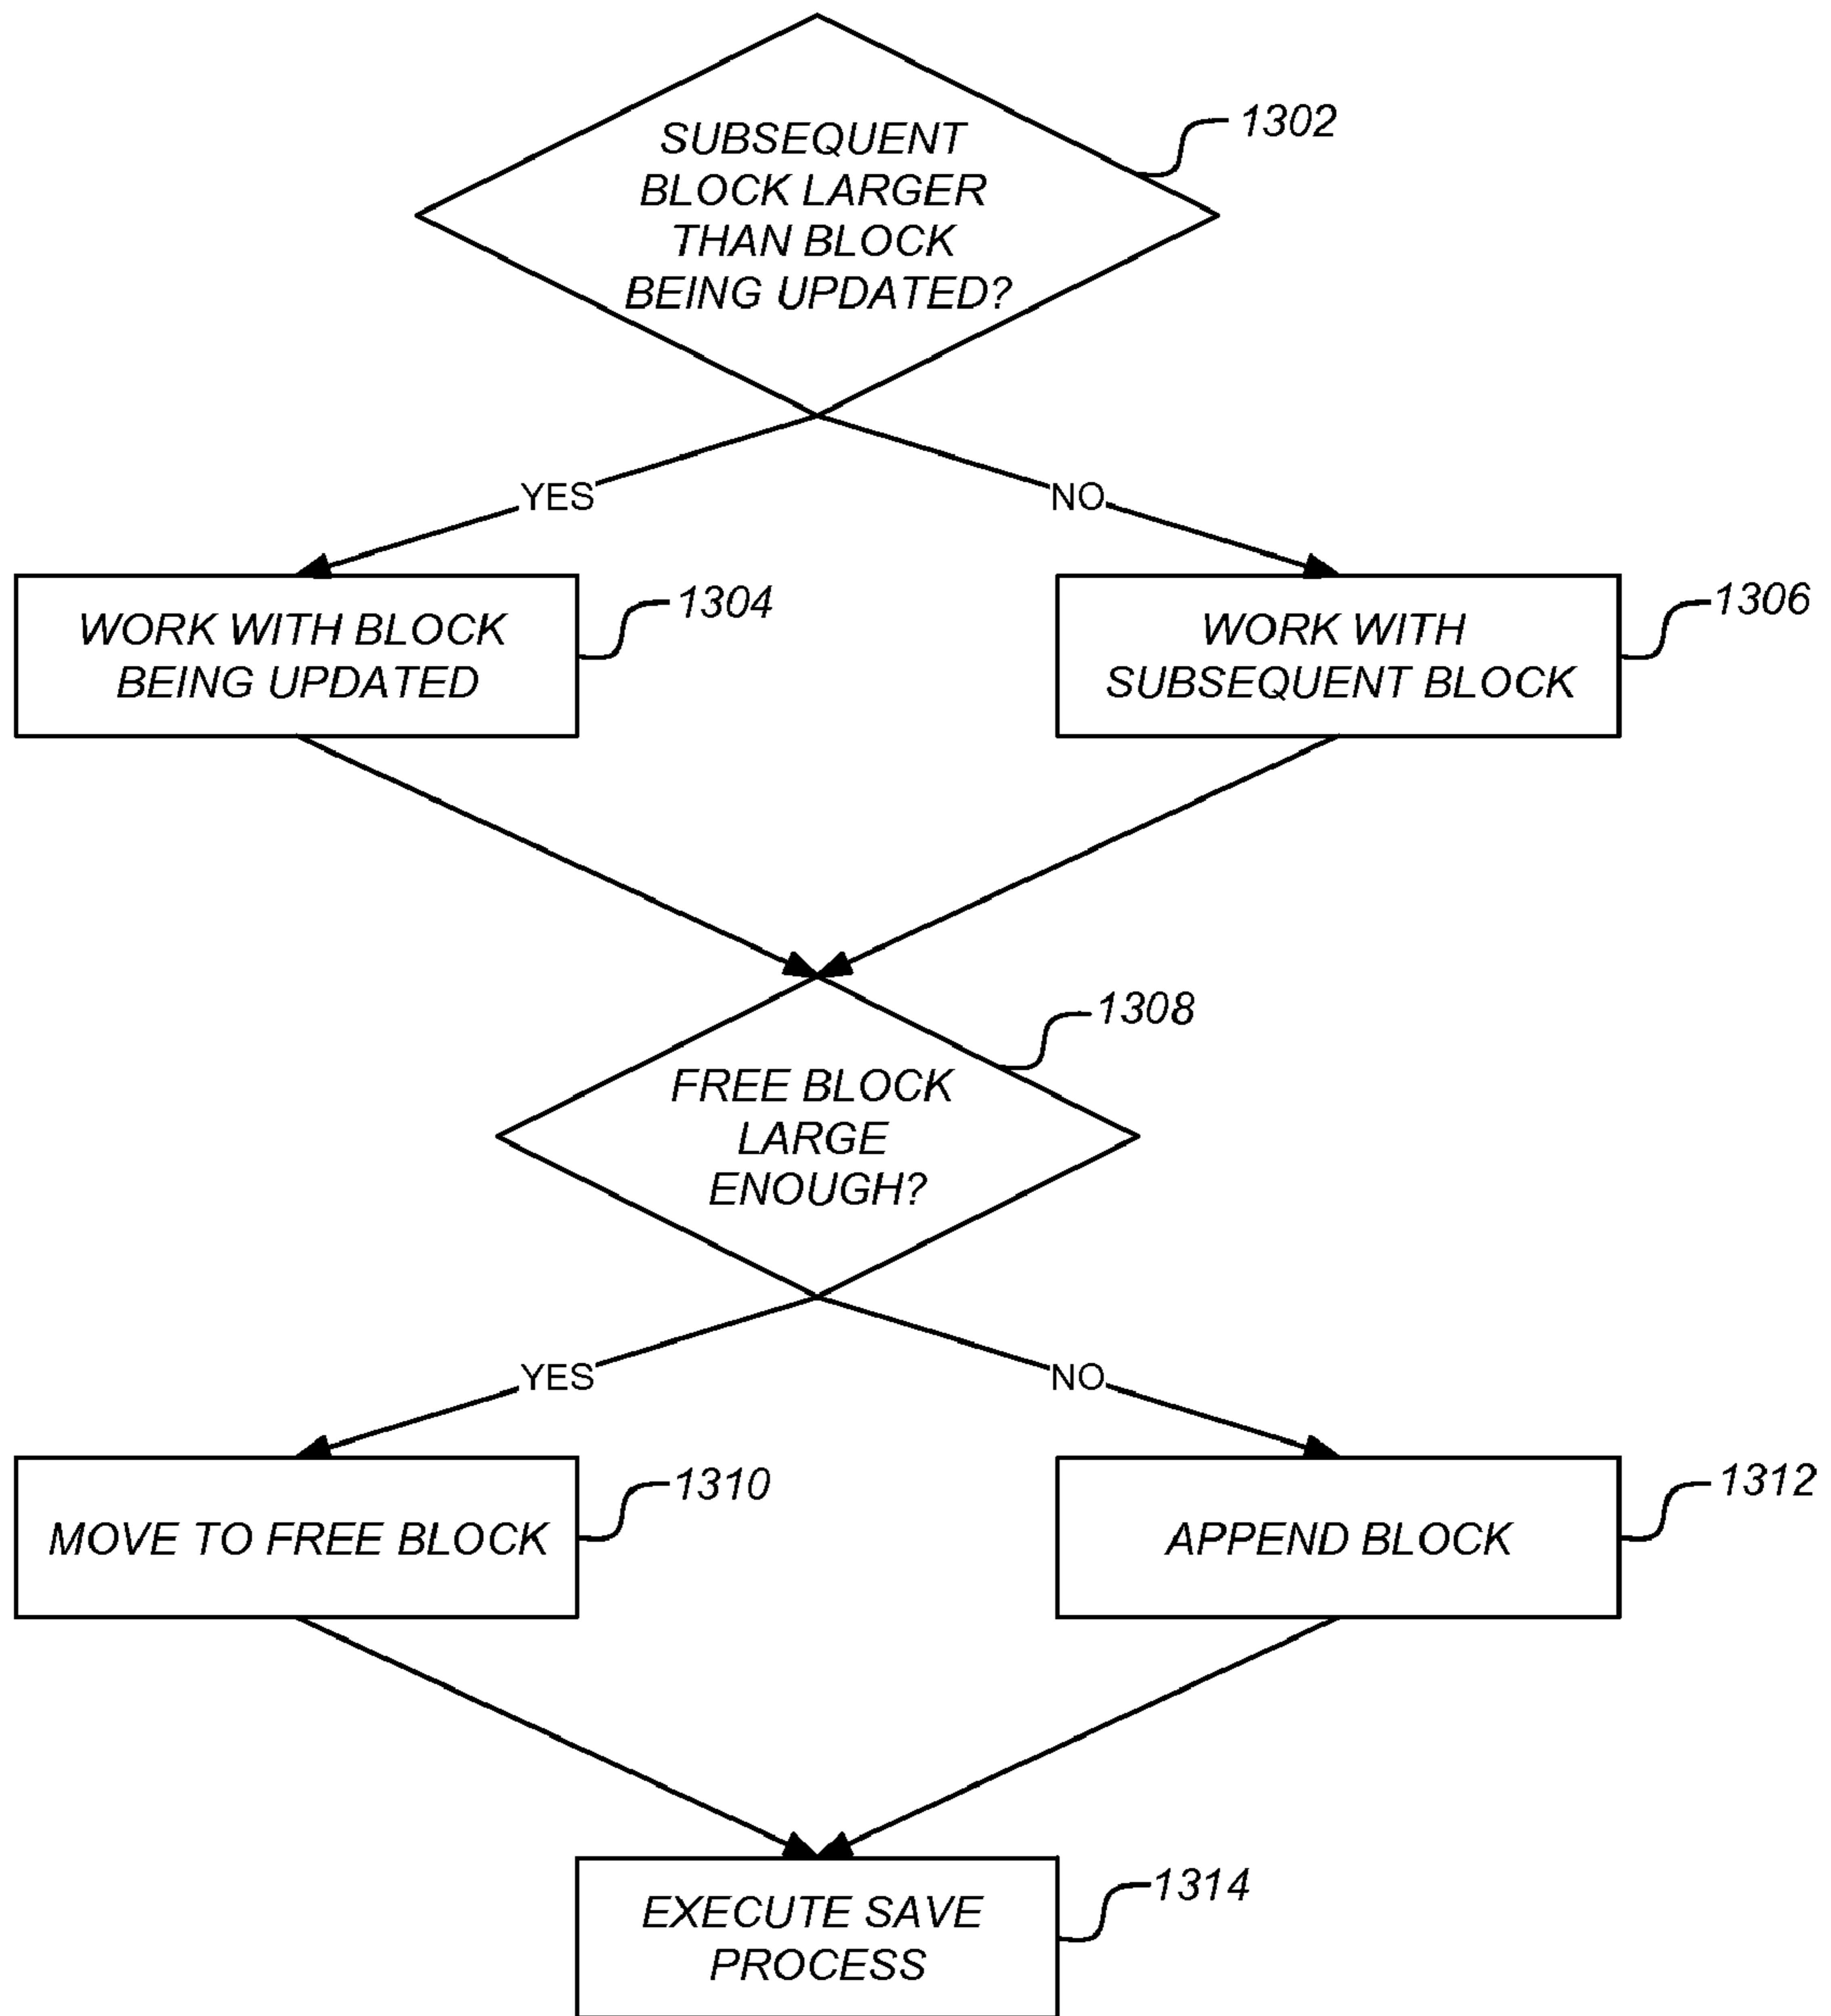 SUBSEQUENT
BLOCK LARGER
THAN BLOCK
BEING UPDATED?
1302
YES
NO
WORK WITH BLOCK
BEING UPDATED
1304
WORK WITH
SUBSEQUENT BLOCK
1306
FREE BLOCK
LARGE
ENOUGH?
1308
YES
NO
MOVE TO FREE BLOCK
1310
APPEND BLOCK
1312
EXECUTE SAVE
PROCESS
1314